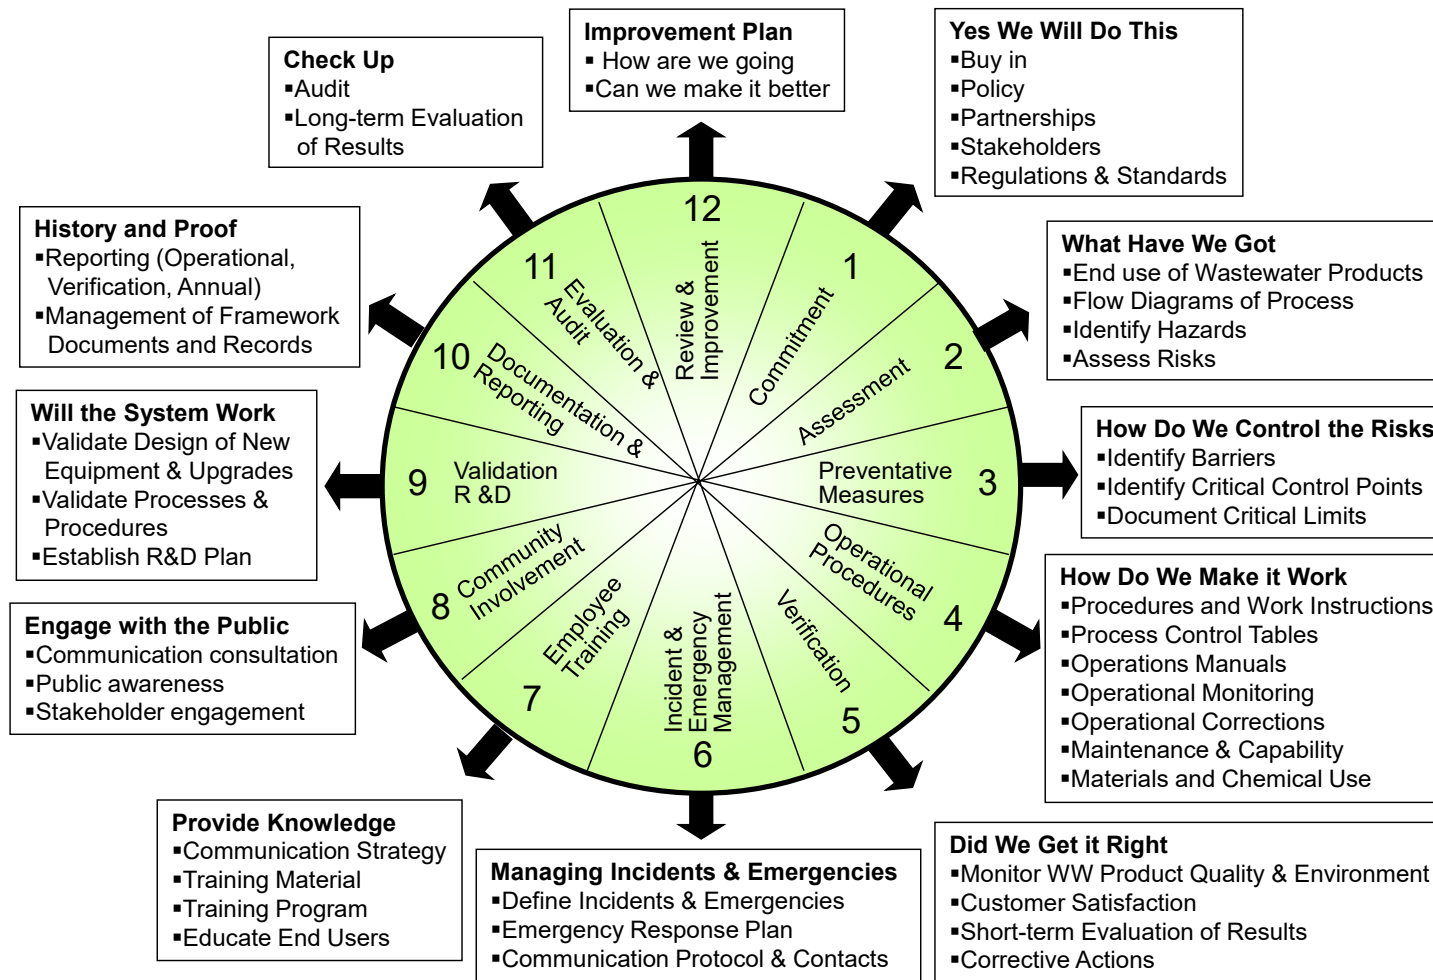 Improvement Plan
▪ How are we going
▪Can we make it better
Yes We Will Do This
▪Buy in
▪Policy
▪Partnerships
▪Stakeholders
▪Regulations & Standards
What Have We Got
▪End use of Wastewater Products
▪Flow Diagrams of Process
▪Identify Hazards
▪Assess Risks
How Do We Control the Risks
▪Identify Barriers
▪Identify Critical Control Points
▪Document Critical Limits
How Do We Make it Work
▪Procedures and Work Instructions
▪Process Control Tables
▪Operations Manuals
▪Operational Monitoring
▪Operational Corrections
▪Maintenance & Capability
▪Materials and Chemical Use
Did We Get it Right
▪Monitor WW Product Quality & Environment
▪Customer Satisfaction
▪Short-term Evaluation of Results
▪Corrective Actions
Managing Incidents & Emergencies
▪Define Incidents & Emergencies
▪Emergency Response Plan
▪Communication Protocol & Contacts
Provide Knowledge
▪Communication Strategy
▪Training Material
▪Training Program
▪Educate End Users
Engage with the Public
▪Communication consultation
▪Public awareness
▪Stakeholder engagement
Will the System Work
▪Validate Design of New
Equipment & Upgrades
▪Validate Processes &
Procedures
▪Establish R&D Plan
History and Proof
▪Reporting (Operational,
Verification, Annual)
▪Management of Framework
Documents and Records
Check Up
▪Audit
▪Long-term Evaluation
of Results
1
Commitment
2
Assessment
3
Preventative
Measures
4
Operational
Procedures
5
Verification
6
Incident &
Emergency
Management
7
Employee
Training
8
Community
Involvement
9
Validation
R &D
10
Documentation &
Reporting
11
Evaluation &
Audit
12
Review &
Improvement